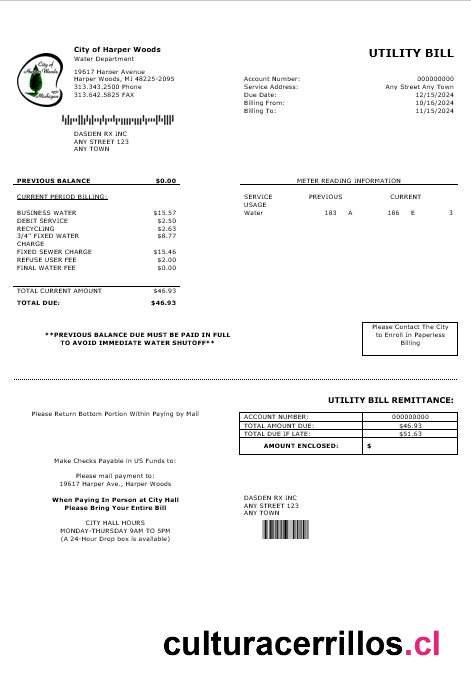 City of Harper Woods
Water Department
19617 Harper Avenue
Harper Woods, MI 48225-2095
313.343.2500 Phone
313.642.5825 FAX
City of
Harper Woods
Michigan
UTILITY BILL
Account Number: 000000000
Service Address: Any Street Any Town
Due Date: 12/15/2024
Billing From: 10/16/2024
Billing To: 11/15/2024
DASDEN RX INC
ANY STREET 123
ANY TOWN
PREVIOUS BALANCE $0.00
CURRENT PERIOD BILLING:
BUSINESS WATER $15.57
DEBIT SERVICE $2.50
RECYCLING $2.63
3/4" FIXED WATER $8.77
CHARGE
FIXED SEWER CHARGE $15.46
REFUSE USER FEE $2.00
FINAL WATER FEE $0.00
TOTAL CURRENT AMOUNT $46.93
TOTAL DUE: $46.93
METER READING INFORMATION
SERVICE PREVIOUS CURRENT
USAGE
Water 183 A 186 E 3
**PREVIOUS BALANCE DUE MUST BE PAID IN FULL
TO AVOID IMMEDIATE WATER SHUTOFF**
Please Contact The City
to Enroll in Paperless
Billing
UTILITY BILL REMITTANCE:
Please Return Bottom Portion Within Paying by Mail
ACCOUNT NUMBER: 000000000
TOTAL AMOUNT DUE: $46.93
TOTAL DUE IF LATE: $51.63
AMOUNT ENCLOSED: $
Make Checks Payable in US Funds to:
Please mail payment to:
19617 Harper Ave., Harper Woods
When Paying In Person at City Hall
Please Bring Your Entire Bill
CITY HALL HOURS
MONDAY-THURSDAY 9AM TO 5PM
(A 24-Hour Drop box is available)
DASDEN RX INC
ANY STREET 123
ANY TOWN
culturacerrillos.cl